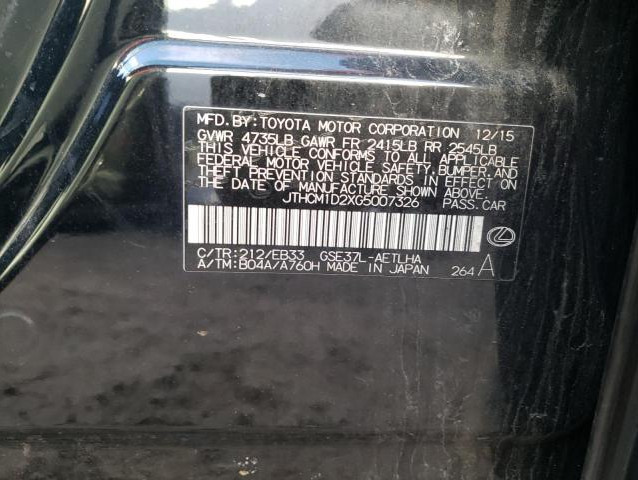 MFD.BY:TOYOTA MOTOR CORPORATION 12/15
GVWR 4735LB GAWR FR 2415LB RR 2545LB
THIS VEHICLE CONFORMS TO ALL APPLICABLE
FEDERAL MOTOR VEHICLE SAFETY,BUMPER,AND
THEFT PREVENTION STANDARDS IN EFFECT ON
THE DATE OF MANUFACTURE SHOWN ABOVE.
JTHCM1D2XG5007326 PASS.CAR
C/TR:212/EB33 GSE37L-AETLHA
A/TM:B04A/A760H MADE IN JAPAN 264 A